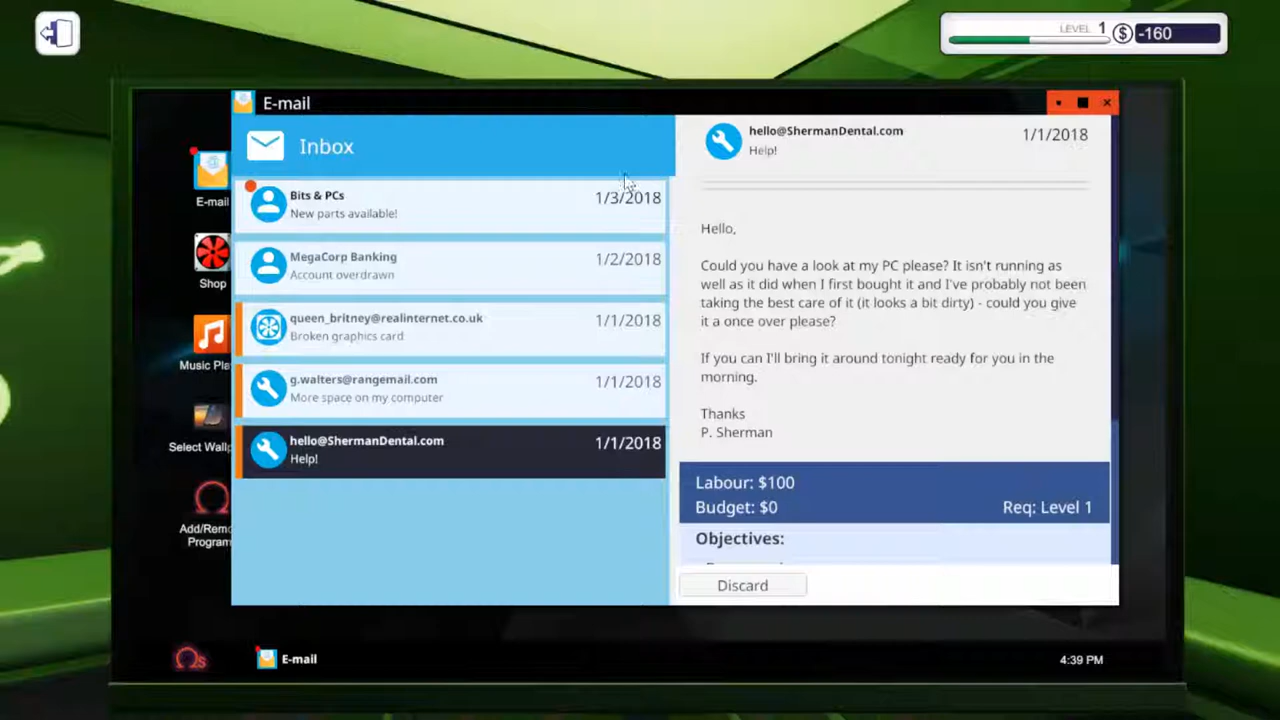 LEVEL 1 $ -160
E-mail
Inbox
Bits & PCs 1/3/2018
New parts available!
MegaCorp Banking 1/2/2018
Account overdrawn
queen_britney@realinternet.co.uk 1/1/2018
Broken graphics card
g.walters@rangemail.com 1/1/2018
More space on my computer
hello@ShermanDental.com 1/1/2018
Help!
hello@ShermanDental.com 1/1/2018
Help!
Hello,
Could you have a look at my PC please? It isn't running as
well as it did when I first bought it and I've probably not been
taking the best care of it (it looks a bit dirty) - could you give
it a once over please?
If you can I'll bring it around tonight ready for you in the
morning.
Thanks
P. Sherman
Labour: $100
Budget: $0 Req: Level 1
Objectives:
Discard
E-mail
Shop
Music Pla
Select Wallp
Add/Remo
Program
Ωs E-mail 4:39 PM